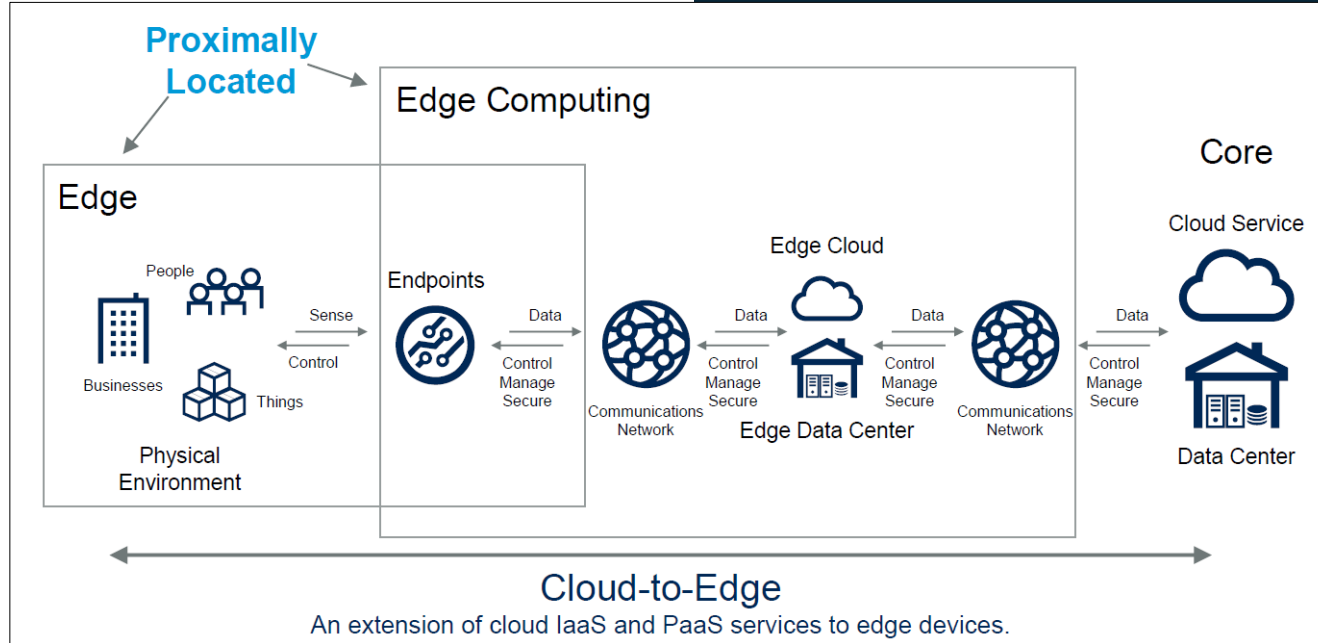 Proximally
Located
Edge Computing
Core
Edge
Cloud Service
Edge Cloud
People
Endpoints
Sense
Control
Data
Control
Manage
Secure
Data
Control
Manage
Secure
Data
Control
Manage
Secure
Data
Control
Manage
Secure
Businesses
Things
Communications
Network
Edge Data Center
Communications
Network
Physical
Environment
Data Center
Cloud-to-Edge
An extension of cloud IaaS and PaaS services to edge devices.